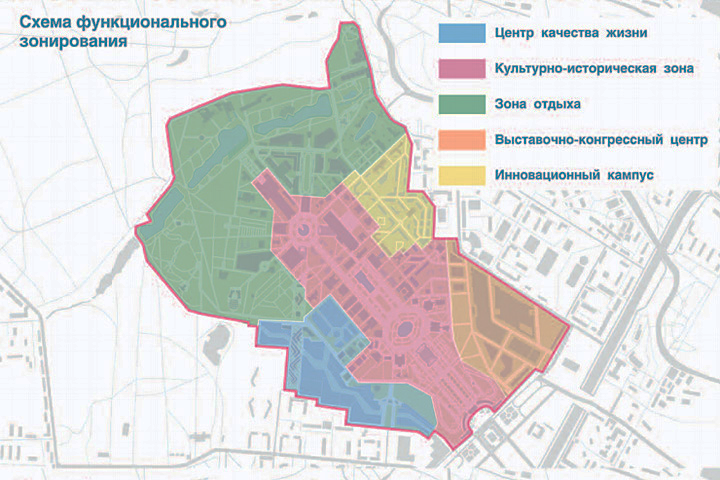 Схема функционального
зонирования
Центр качества жизни
Культурно-историческая зона
Зона отдыха
Выставочно-конгрессный центр
Инновационный кампус